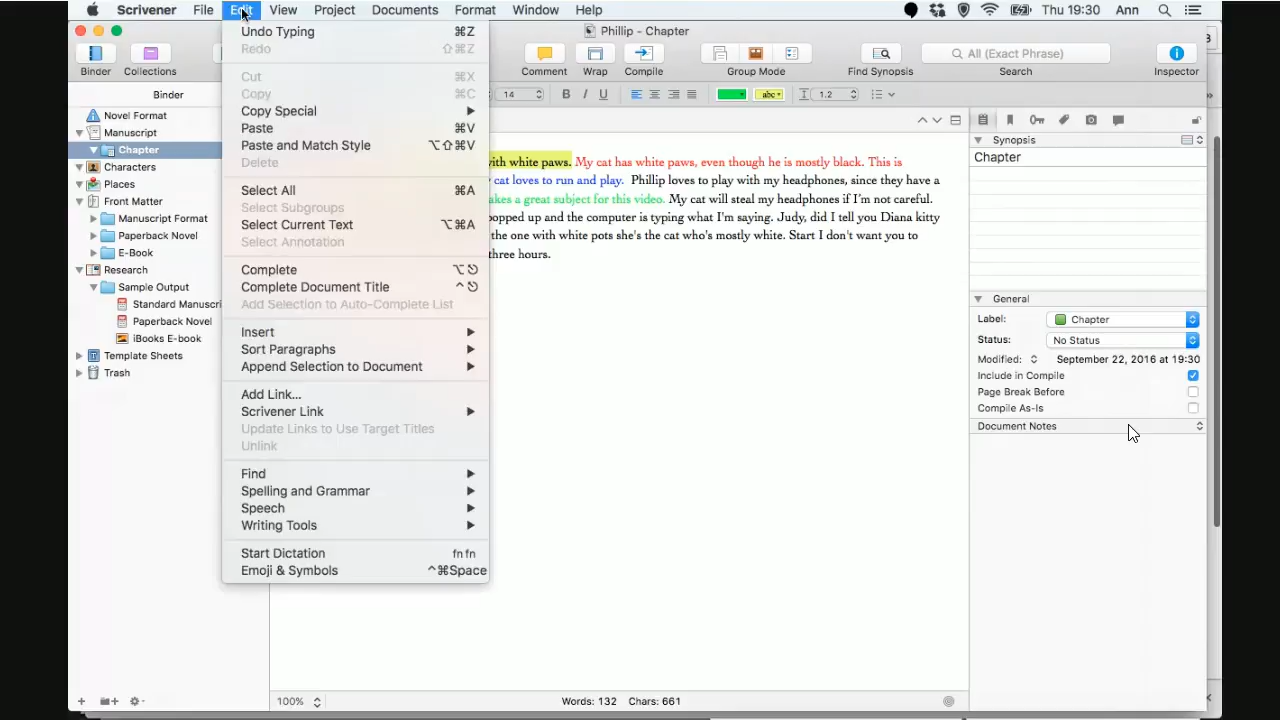 Scrivener File Edit View Project Documents Format Window Help Thu 19:30 Ann
Phillip - Chapter
Binder Collections Comment Wrap Compile Group Mode Find Synopsis Search Inspector
All (Exact Phrase)
Binder
14 B I U abc 1.2
Novel Format
Manuscript
Chapter
Characters
Places
Front Matter
Manuscript Format
Paperback Novel
E-Book
Research
Sample Output
Standard Manuscri
Paperback Novel
iBooks E-book
Template Sheets
Trash
Undo Typing ⌘Z
Redo ⇧⌘Z
Cut ⌘X
Copy ⌘C
Copy Special
Paste ⌘V
Paste and Match Style ⌥⇧⌘V
Delete
Select All ⌘A
Select Subgroups
Select Current Text ⌥⌘A
Select Annotation
Complete ⌥⎋
Complete Document Title ^⎋
Add Selection to Auto-Complete List
Insert
Sort Paragraphs
Append Selection to Document
Add Link...
Scrivener Link
Update Links to Use Target Titles
Unlink
Find
Spelling and Grammar
Speech
Writing Tools
Start Dictation fn fn
Emoji & Symbols ^⌘Space
with white paws. My cat has white paws, even though he is mostly black. This is
cat loves to run and play. Phillip loves to play with my headphones, since they have a
akes a great subject for this video. My cat will steal my headphones if I'm not careful.
popped up and the computer is typing what I'm saying. Judy, did I tell you Diana kitty
the one with white pots she's the cat who's mostly white. Start I don't want you to
three hours.
Synopsis
Chapter
General
Label: Chapter
Status: No Status
Modified: September 22, 2016 at 19:30
Include in Compile
Page Break Before
Compile As-Is
Document Notes
100% Words: 132 Chars: 661